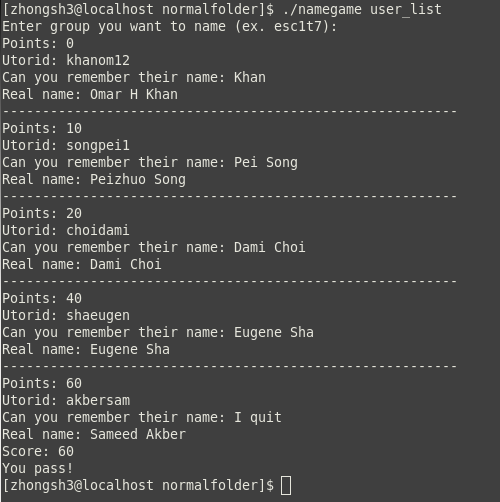 [zhongsh3@localhost normalfolder]$ ./namegame user_list
Enter group you want to name (ex. esc1t7):
Points: 0
Utorid: khanom12
Can you remember their name: Khan
Real name: Omar H Khan
--------------------------------------------------------
Points: 10
Utorid: songpei1
Can you remember their name: Pei Song
Real name: Peizhuo Song
--------------------------------------------------------
Points: 20
Utorid: choidami
Can you remember their name: Dami Choi
Real name: Dami Choi
--------------------------------------------------------
Points: 40
Utorid: shaeugen
Can you remember their name: Eugene Sha
Real name: Eugene Sha
--------------------------------------------------------
Points: 60
Utorid: akbersam
Can you remember their name: I quit
Real name: Sameed Akber
Score: 60
You pass!
[zhongsh3@localhost normalfolder]$